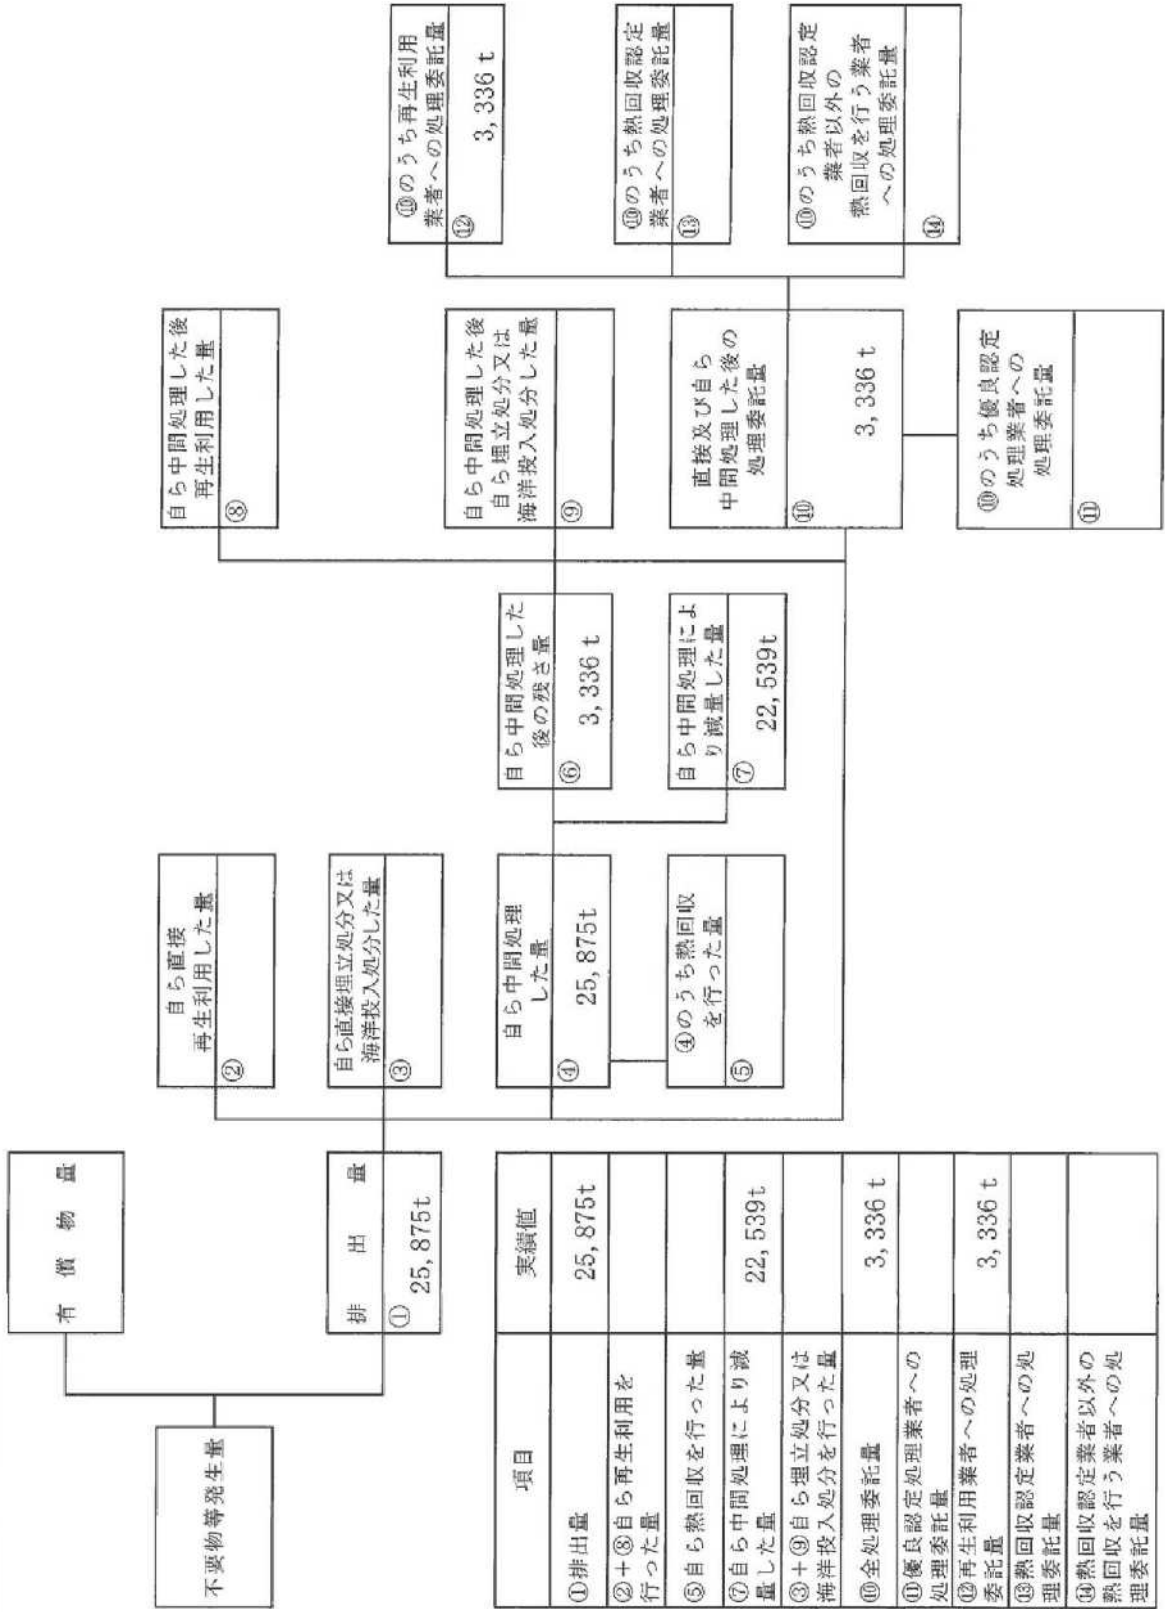 不要物等発生量
有償物量
排出量
① 25,875t
自ら直接
再生利用した量
②
自ら直接埋立処分又は
海洋投入処分した量
③
自ら中間処理
した量
④ 25,875t
④のうち熱回収
を行った量
⑤
自ら中間処理した
後の残さ量
⑥ 3,336 t
自ら中間処理によ
り減量した量
⑦ 22,539t
自ら中間処理した後
再生利用した量
⑧
自ら中間処理した後
自ら埋立処分又は
海洋投入処分した量
⑨
直接及び自ら
中間処理した後の
処理委託量
⑩ 3,336 t
⑩のうち優良認定
処理業者への
処理委託量
⑪
⑩のうち再生利用
業者への処理委託量
⑫ 3,336 t
⑩のうち熱回収認定
業者への処理委託量
⑬
⑩のうち熱回収認定
業者以外の
熱回収を行う業者
への処理委託量
⑭
項目 実績値
①排出量 25,875t
②+⑧自ら再生利用を
行った量
⑤自ら熱回収を行った量
⑦自ら中間処理により減
量した量 22,539t
③+⑨自ら埋立処分又は
海洋投入処分を行った量
⑩全処理委託量 3,336 t
⑪優良認定処理業者への
処理委託量
⑫再生利用業者への処理
委託量 3,336 t
⑬熱回収認定業者への処
理委託量
⑭熱回収認定業者以外の
熱回収を行う業者への処
理委託量